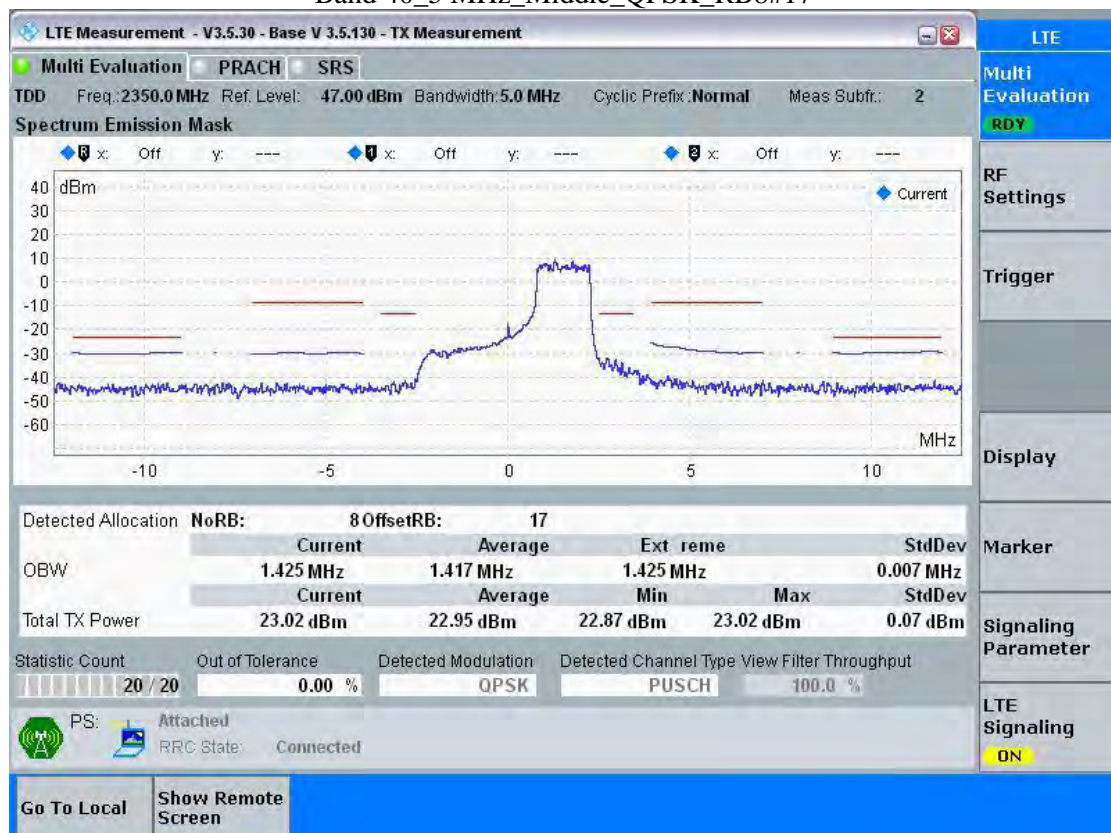 Band 40_5 MHz_Middle_QPSK_RB8#17
LTE Measurement - V3.5.30 - Base V 3.5.130 - TX Measurement
LTE
Multi Evaluation PRACH SRS
Multi Evaluation
RDY
TDD Freq.:2350.0 MHz Ref. Level: 47.00 dBm Bandwidth:5.0 MHz Cyclic Prefix :Normal Meas Subfr.: 2
Spectrum Emission Mask
R x: Off y: --- 1 x: Off y: --- 2 x: Off y: ---
40 dBm
Current
30
20
10
0
-10
-20
-30
-40
-50
-60
MHz
-10 -5 0 5 10
RF Settings
Trigger
Display
Marker
Signaling Parameter
LTE Signaling
ON
Detected Allocation NoRB: 8 OffsetRB: 17
Current Average Ext reme StdDev
OBW 1.425 MHz 1.417 MHz 1.425 MHz 0.007 MHz
Current Average Min Max StdDev
Total TX Power 23.02 dBm 22.95 dBm 22.87 dBm 23.02 dBm 0.07 dBm
Statistic Count Out of Tolerance Detected Modulation Detected Channel Type View Filter Throughput
20 / 20 0.00 % QPSK PUSCH 100.0 %
PS: Attached
RRC State: Connected
Go To Local Show Remote Screen